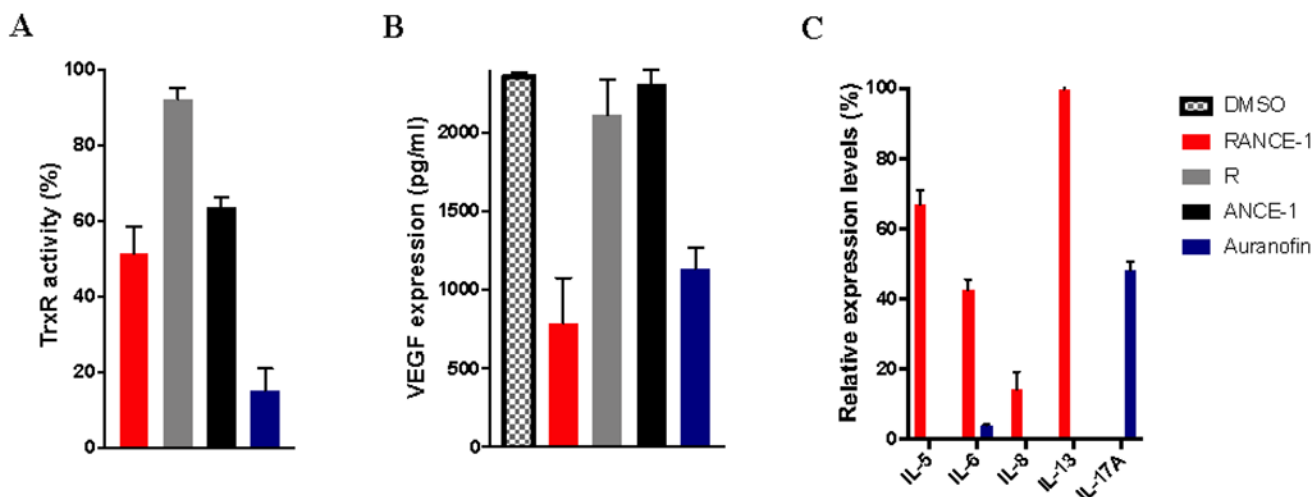 A
TrxR activity (%)
100
80
60
40
20
0
B
VEGF expression (pg/ml)
2000
1500
1000
500
0
C
Relative expression levels (%)
100
80
60
40
20
0
IL-5
IL-6
IL-8
IL-13
IL-17A
DMSO
RANCE-1
R
ANCE-1
Auranofin